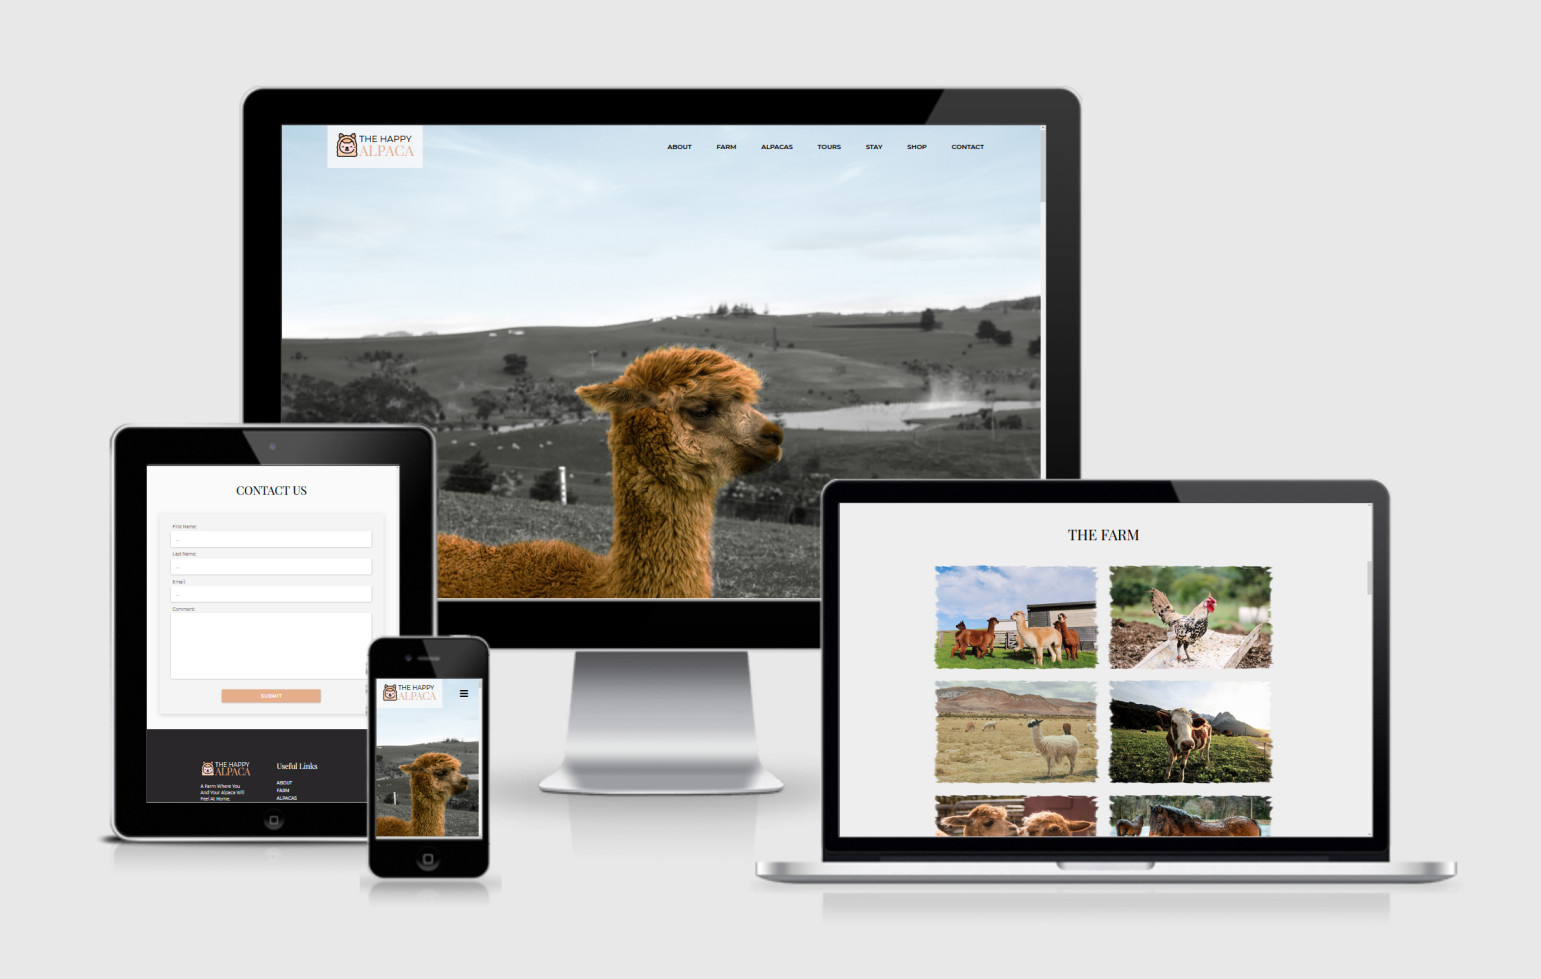 THE HAPPY
ALPACA
ABOUT
FARM
ALPACAS
TOURS
STAY
SHOP
CONTACT
CONTACT US
First Name:
Last Name:
Email:
Comment:
SUBMIT
THE HAPPY
ALPACA
A Farm Where You
And Your Alpaca Will
Feel At Home.
Useful Links
ABOUT
FARM
ALPACAS
THE HAPPY
ALPACA
THE FARM